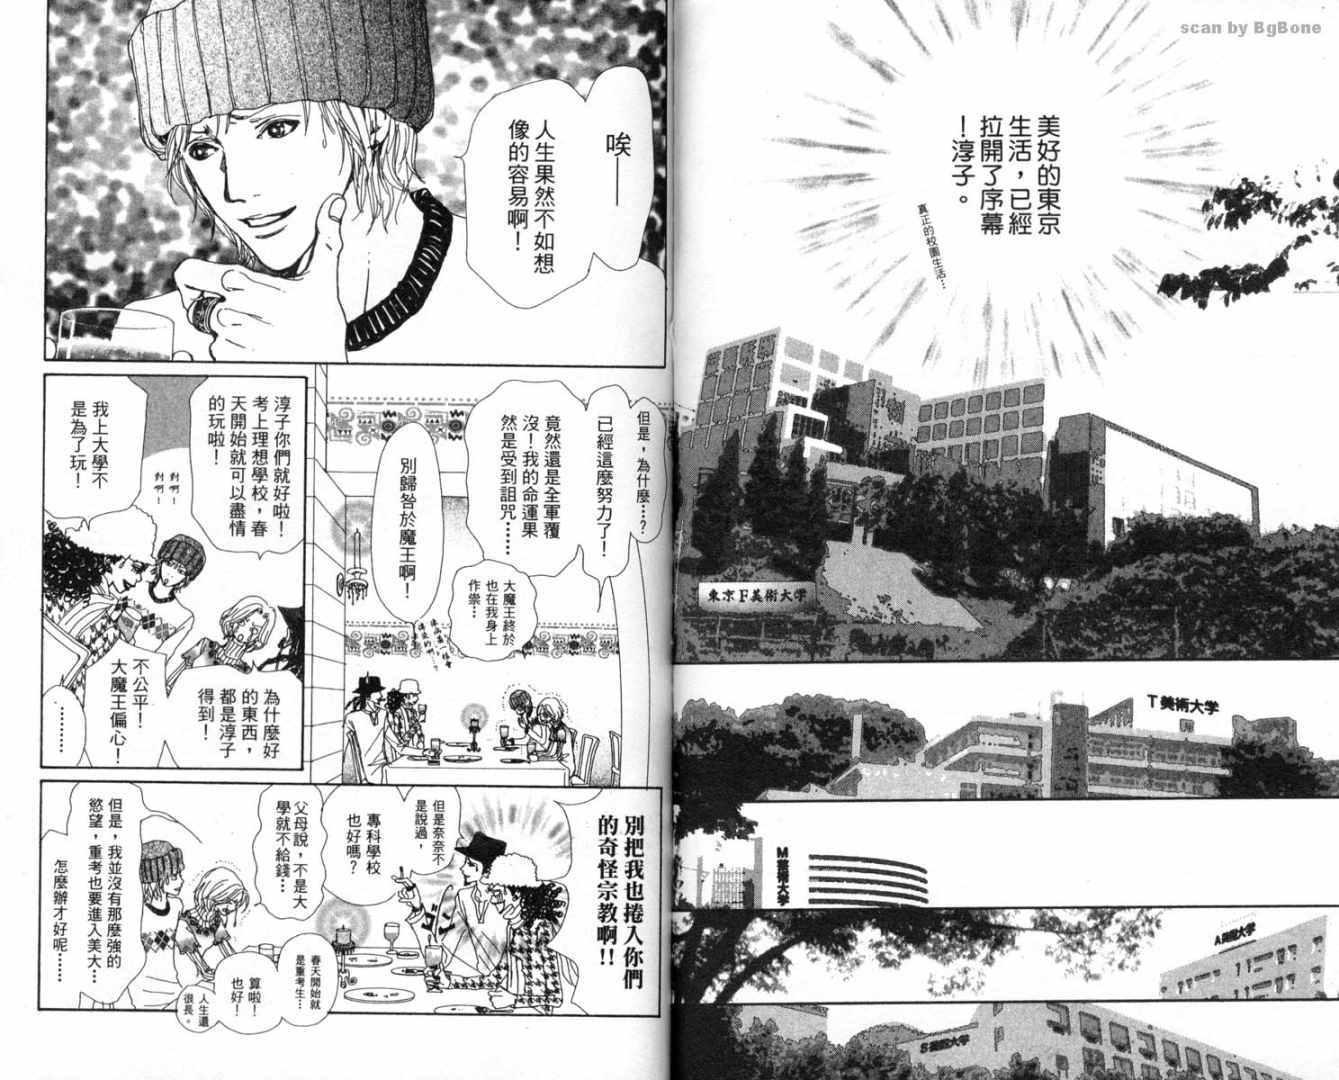 scan by BgBone
美好的東京
生活，已經
拉開了序幕
！淳子。
真正的校園生活…
東京F美術大学
T美術大学
M美術大学
A美術大学
S美術大学
唉——
人生果然不如想
像的容易啊！
但是，為什麼…？
已經這麼努力了！
竟然還是全軍覆
沒！我的命運果
然是受到詛咒……
大魔王終於
也在我身上
作祟…
別歸咎於魔王啊！
淳子你們就好啦！
考上理想學校，春
天開始就可以盡情
的玩啦！
我上大學不
是為了玩！
對啊！
對啊！
為什麼好
的東西，
都是淳子
得到！
不公平！
大魔王偏心！
………
別把我也捲入你們
的奇怪宗教啊！！
但是奈奈不
是說過，
專科學校
也好嗎？
父母說，不是大
學就不給錢…
春天開始就
是重考生…
算啦！
也好！
人生還
很長。
但是，我並沒有那麼強的
慾望，重考也要進入美大…
怎麼辦才好呢……